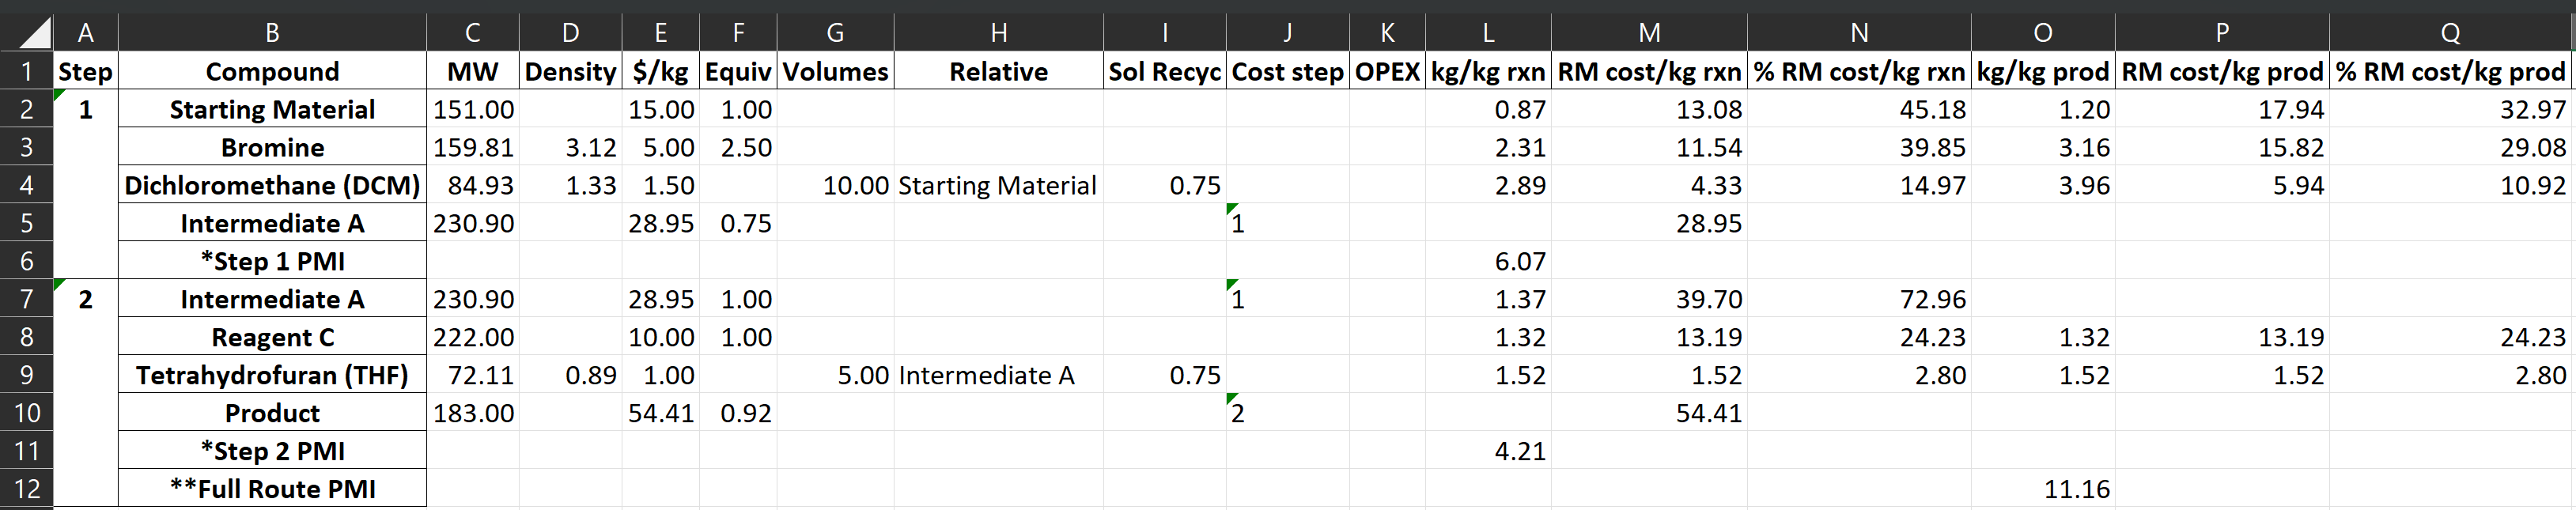 A B C D E F G H I J K L M N O P Q
1 Step Compound MW Density $/kg Equiv Volumes Relative Sol Recyc Cost step OPEX kg/kg rxn RM cost/kg rxn % RM cost/kg rxn kg/kg prod RM cost/kg prod % RM cost/kg prod
2 1 Starting Material 151.00 15.00 1.00 0.87 13.08 45.18 1.20 17.94 32.97
3 Bromine 159.81 3.12 5.00 2.50 2.31 11.54 39.85 3.16 15.82 29.08
4 Dichloromethane (DCM) 84.93 1.33 1.50 10.00 Starting Material 0.75 2.89 4.33 14.97 3.96 5.94 10.92
5 Intermediate A 230.90 28.95 0.75 1 28.95
6 *Step 1 PMI 6.07
7 2 Intermediate A 230.90 28.95 1.00 1 1.37 39.70 72.96
8 Reagent C 222.00 10.00 1.00 1.32 13.19 24.23 1.32 13.19 24.23
9 Tetrahydrofuran (THF) 72.11 0.89 1.00 5.00 Intermediate A 0.75 1.52 1.52 2.80 1.52 1.52 2.80
10 Product 183.00 54.41 0.92 2 54.41
11 *Step 2 PMI 4.21
12 **Full Route PMI 11.16